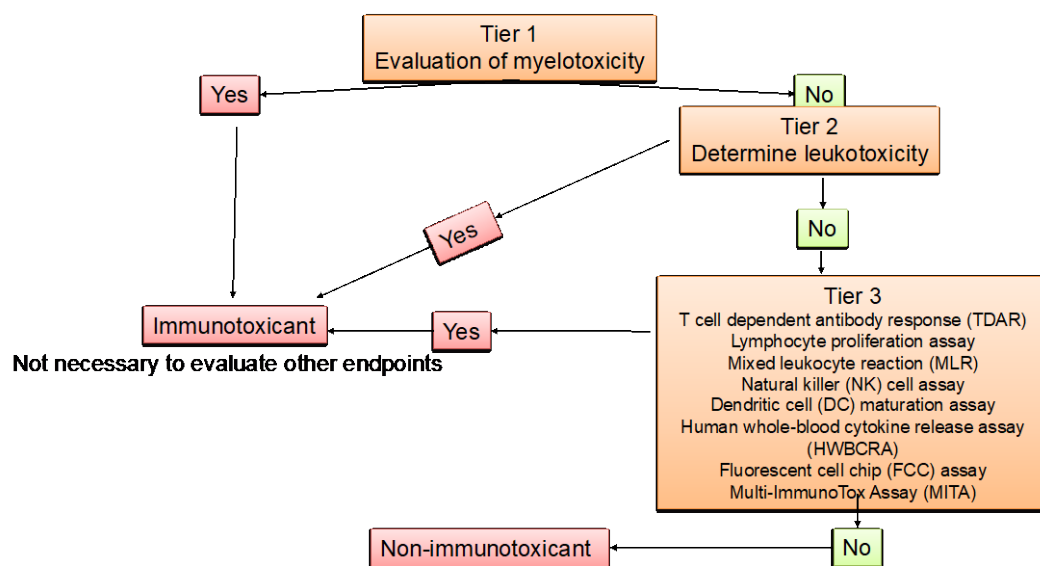 Tier 1
Evaluation of myelotoxicity
Yes
No
Tier 2
Determine leukotoxicity
Yes
No
Tier 3
T cell dependent antibody response (TDAR)
Lymphocyte proliferation assay
Mixed leukocyte reaction (MLR)
Natural killer (NK) cell assay
Dendritic cell (DC) maturation assay
Human whole-blood cytokine release assay
(HWBCRA)
Fluorescent cell chip (FCC) assay
Multi-ImmunoTox Assay (MITA)
Yes
Immunotoxicant
Not necessary to evaluate other endpoints
No
Non-immunotoxicant